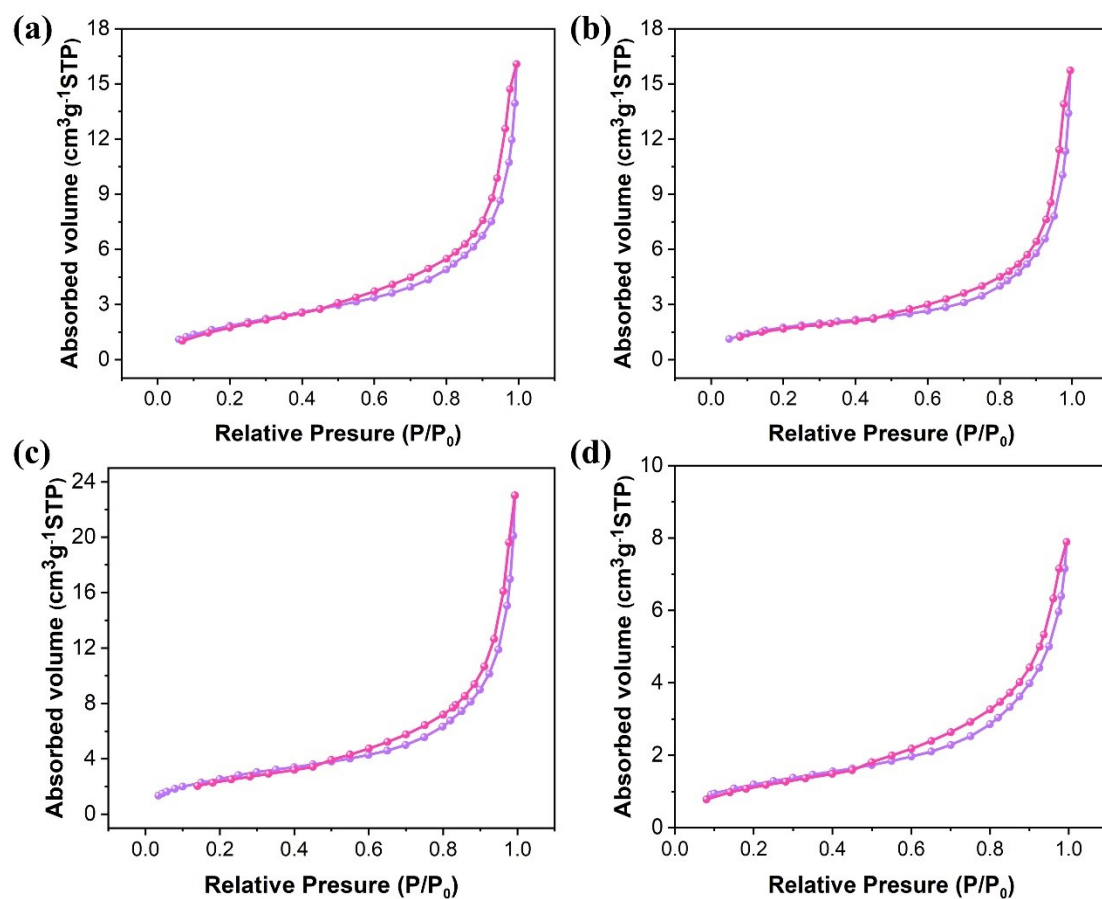 (a)
Absorbed volume (cm³g⁻¹STP)
18
15
12
9
6
3
0
0.0 0.2 0.4 0.6 0.8 1.0
Relative Presure (P/P₀)
(b)
Absorbed volume (cm³g⁻¹STP)
18
15
12
9
6
3
0
0.0 0.2 0.4 0.6 0.8 1.0
Relative Presure (P/P₀)
(c)
Absorbed volume (cm³g⁻¹STP)
24
20
16
12
8
4
0
0.0 0.2 0.4 0.6 0.8 1.0
Relative Presure (P/P₀)
(d)
Absorbed volume (cm³g⁻¹STP)
10
8
6
4
2
0
0.0 0.2 0.4 0.6 0.8 1.0
Relative Presure (P/P₀)